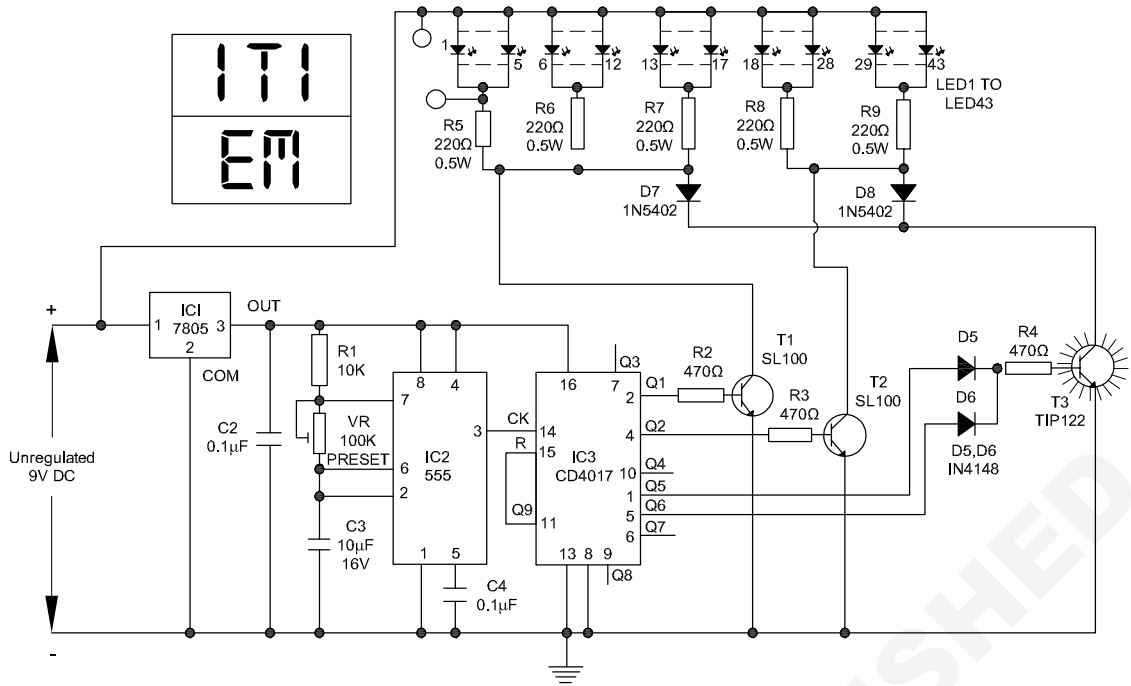 ITI
EM
1
5
6
12
13
17
18
28
29
43
LED1 TO
LED43
R5
220Ω
0.5W
R6
220Ω
0.5W
R7
220Ω
0.5W
R8
220Ω
0.5W
R9
220Ω
0.5W
D7
1N5402
D8
1N5402
+
Unregulated
9V DC
-
ICI
1 7805 3
2
OUT
COM
R1
10K
VR
100K
PRESET
C2
0.1µF
C3
10µF
16V
8 4
7
3
6
2
IC2
555
1 5
C4
0.1µF
CK
R
Q9
16 7
Q3
14
15
11
IC3
CD4017
2 Q1
4 Q2
10 Q4
1 Q5
5 Q6
6 Q7
13 8 9
Q8
R2
470Ω
R3
470Ω
T1
SL100
T2
SL100
D5
D6
D5,D6
IN4148
R4
470Ω
T3
TIP122
SHED